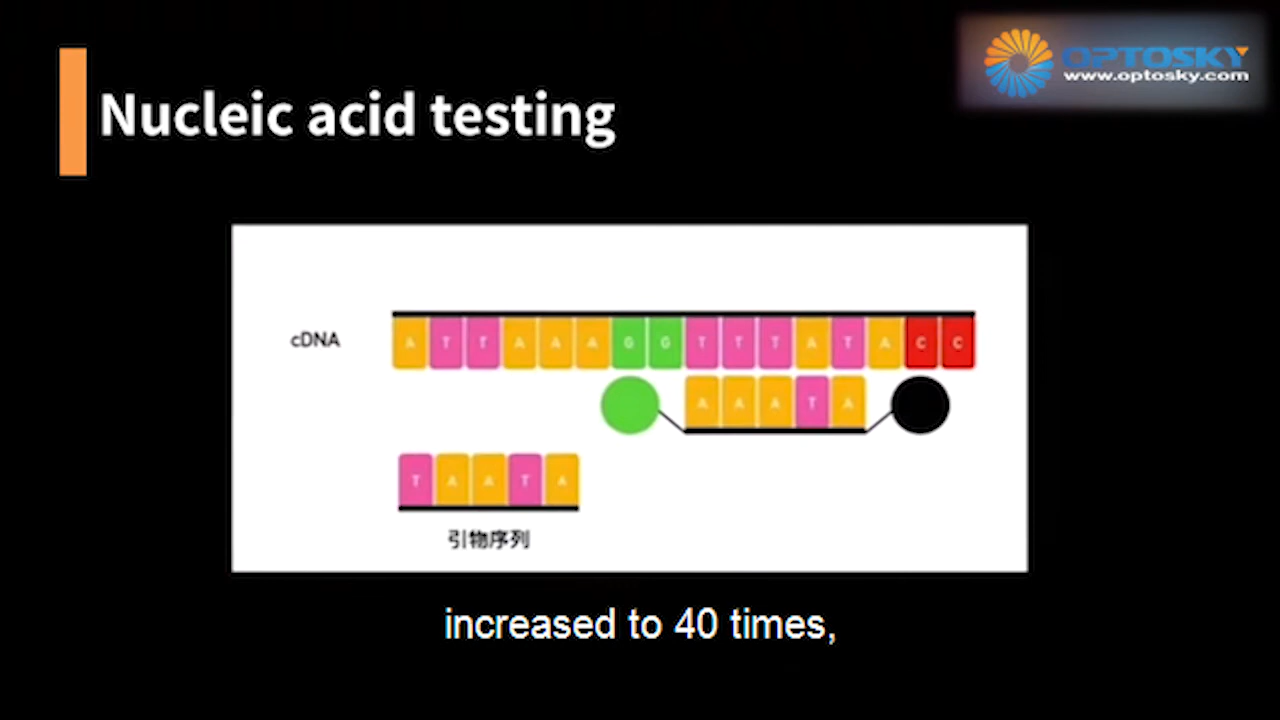 OPTOSKY
www.optosky.com
Nucleic acid testing
cDNA
A T T A A A G G T T T A T A C C
A A A T A
T A A T A
引物序列
increased to 40 times,